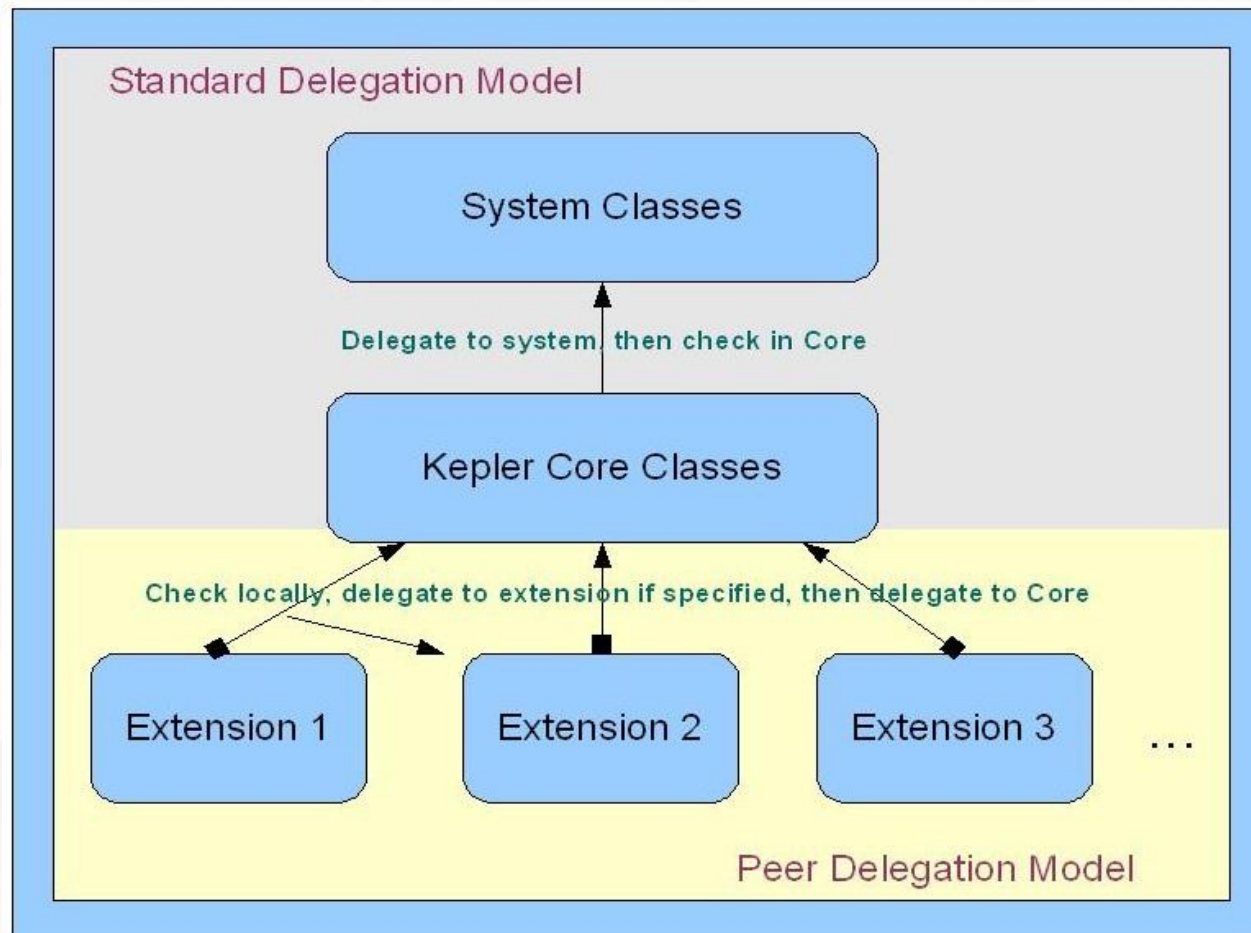 Standard Delegation Model
System Classes
Delegate to system, then check in Core
Kepler Core Classes
Check locally, delegate to extension if specified, then delegate to Core
Extension 1
Extension 2
Extension 3
...
Peer Delegation Model